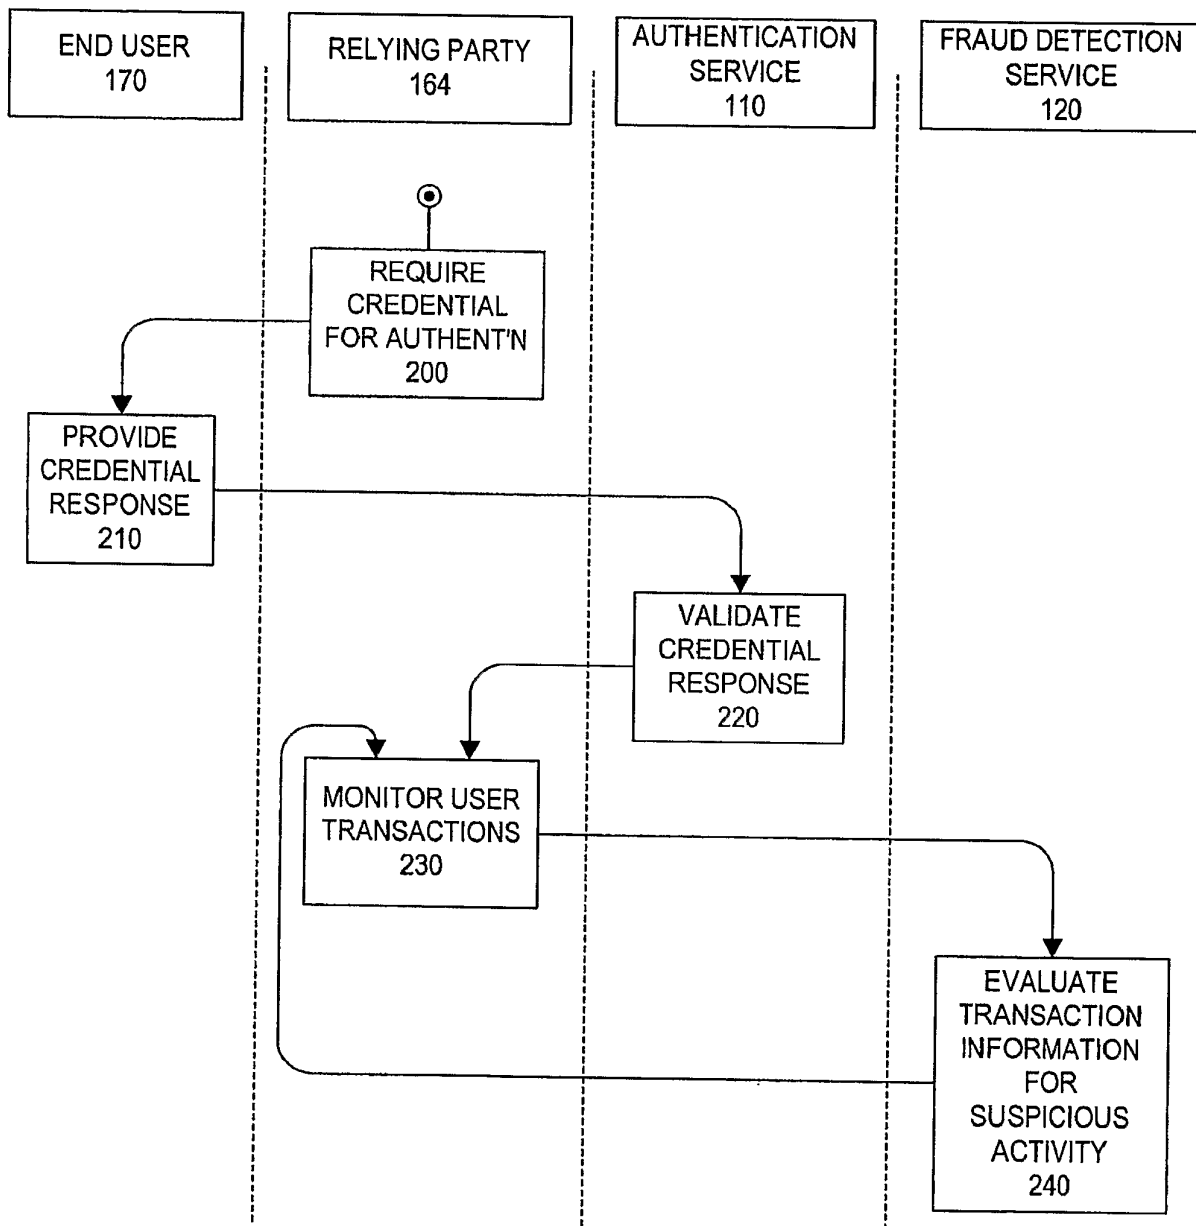 END USER
170
RELYING PARTY
164
AUTHENTICATION
SERVICE
110
FRAUD DETECTION
SERVICE
120
REQUIRE
CREDENTIAL
FOR AUTHENT'N
200
PROVIDE
CREDENTIAL
RESPONSE
210
VALIDATE
CREDENTIAL
RESPONSE
220
MONITOR USER
TRANSACTIONS
230
EVALUATE
TRANSACTION
INFORMATION
FOR
SUSPICIOUS
ACTIVITY
240